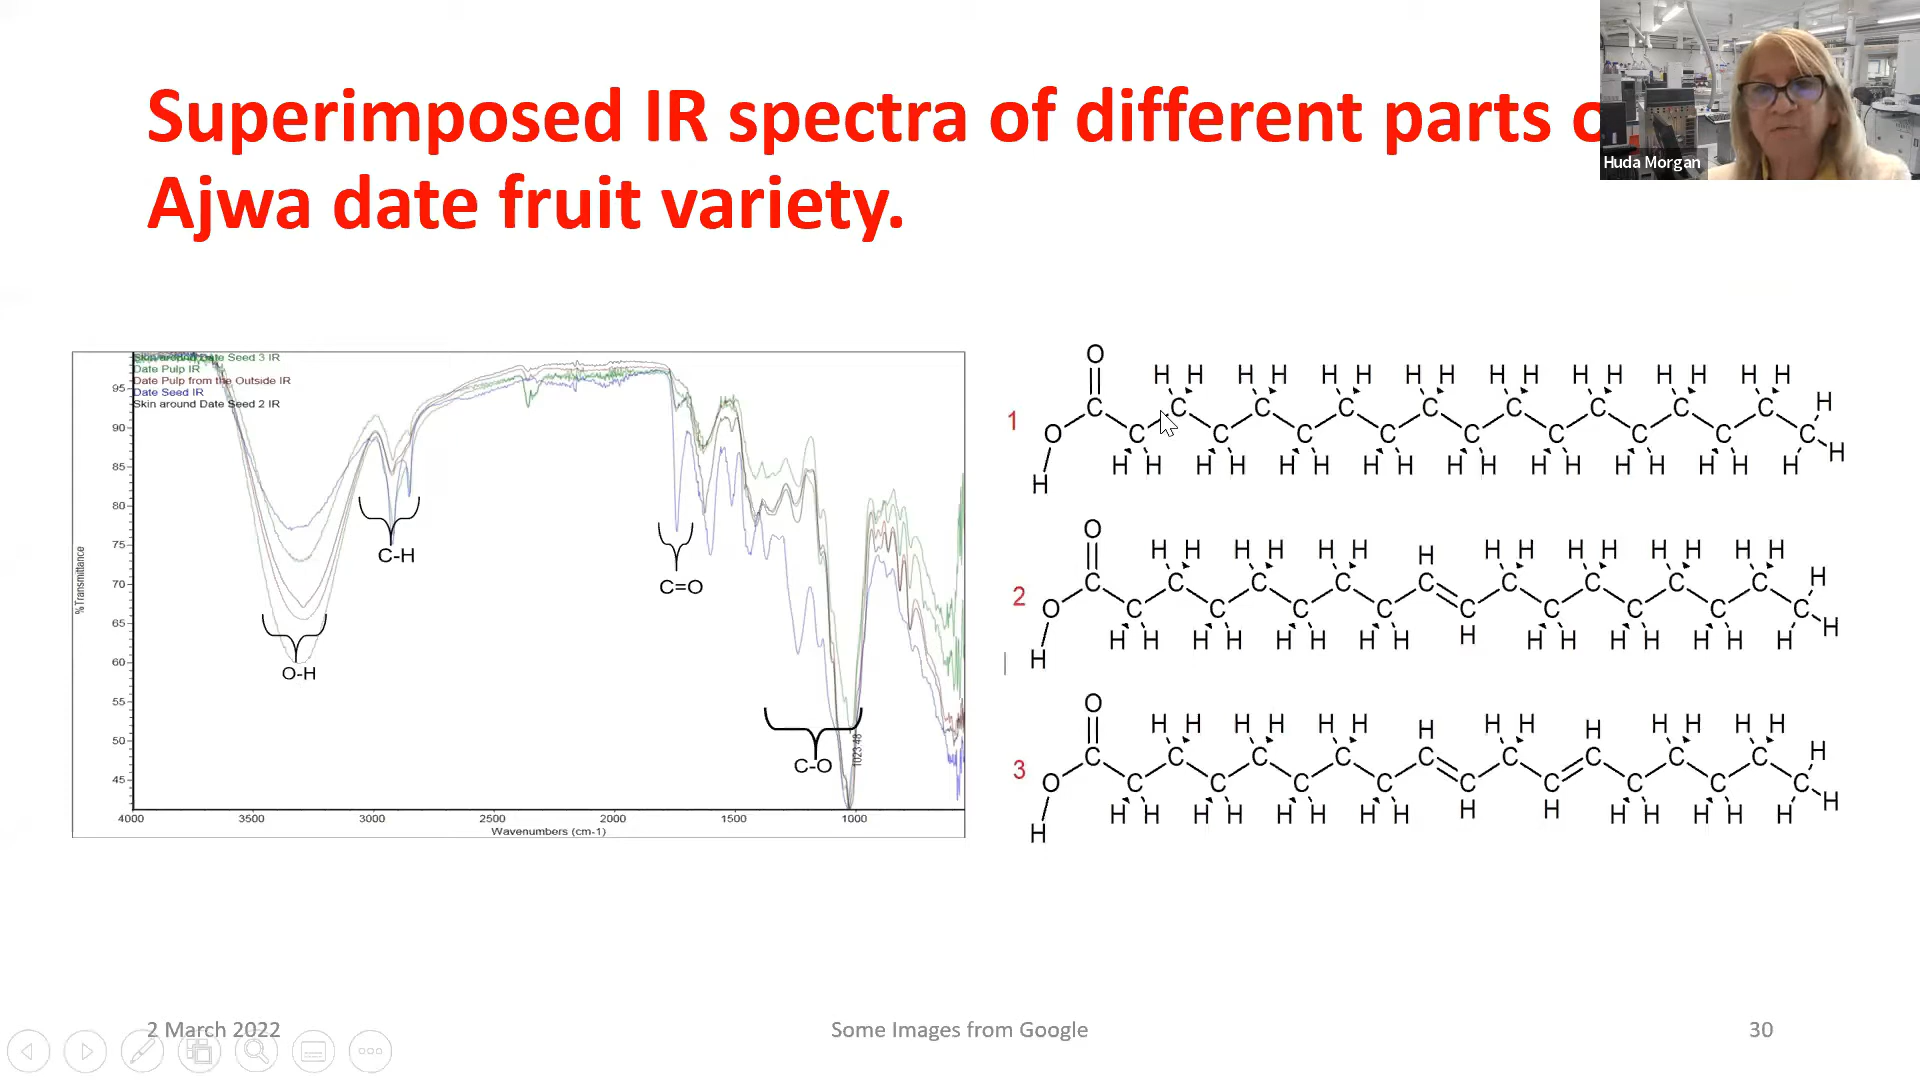 Superimposed IR spectra of different parts
Ajwa date fruit variety.
Huda Morgan
Skin around Date Seed 3 IR
Date Pulp IR
Date Pulp from the Outside IR
Date Seed IR
Skin around Date Seed 2 IR
%Transmittance
95
90
85
80
75
70
65
60
55
50
45
4000 3500 3000 2500 2000 1500 1000
Wavenumbers (cm-1)
O-H
C-H
C=O
C-O
1023.48
1
O
H H H H H H H H H H H H H H H H
C C C C C C C C C H
O C C C C C C C C C H
H H H H H H H H H H H H H H H H H
H
2
O
H H H H H H H H H H H H H H H
C C C C C C C C C H
O C C C C C C C C C H
H H H H H H H H H H H H H H H H
H
3
O
H H H H H H H H H H H H H H
C C C C C C C C C H
O C C C C C C C C C H
H H H H H H H H H H H H H H H
H
2 March 2022
Some Images from Google
30